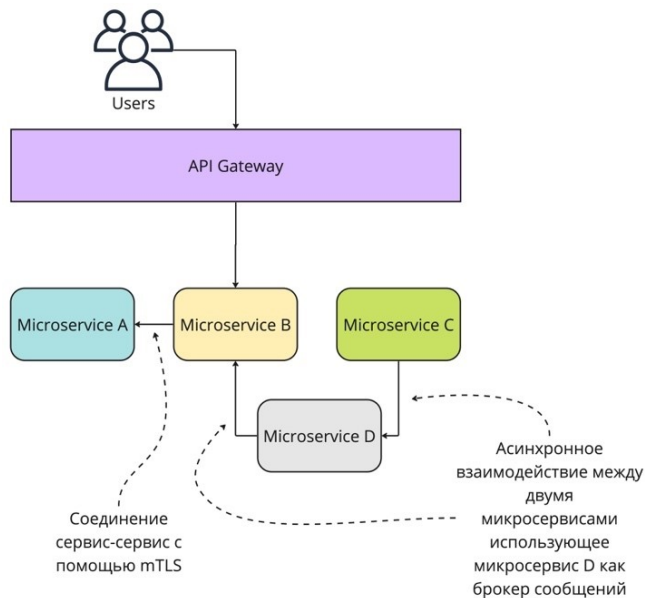 Users
API Gateway
Microservice A
Microservice B
Microservice C
Microservice D
Соединение
сервис-сервис с
помощью mTLS
Асинхронное
взаимодействие между
двумя
микросервисами
использующее
микросервис D как
брокер сообщений